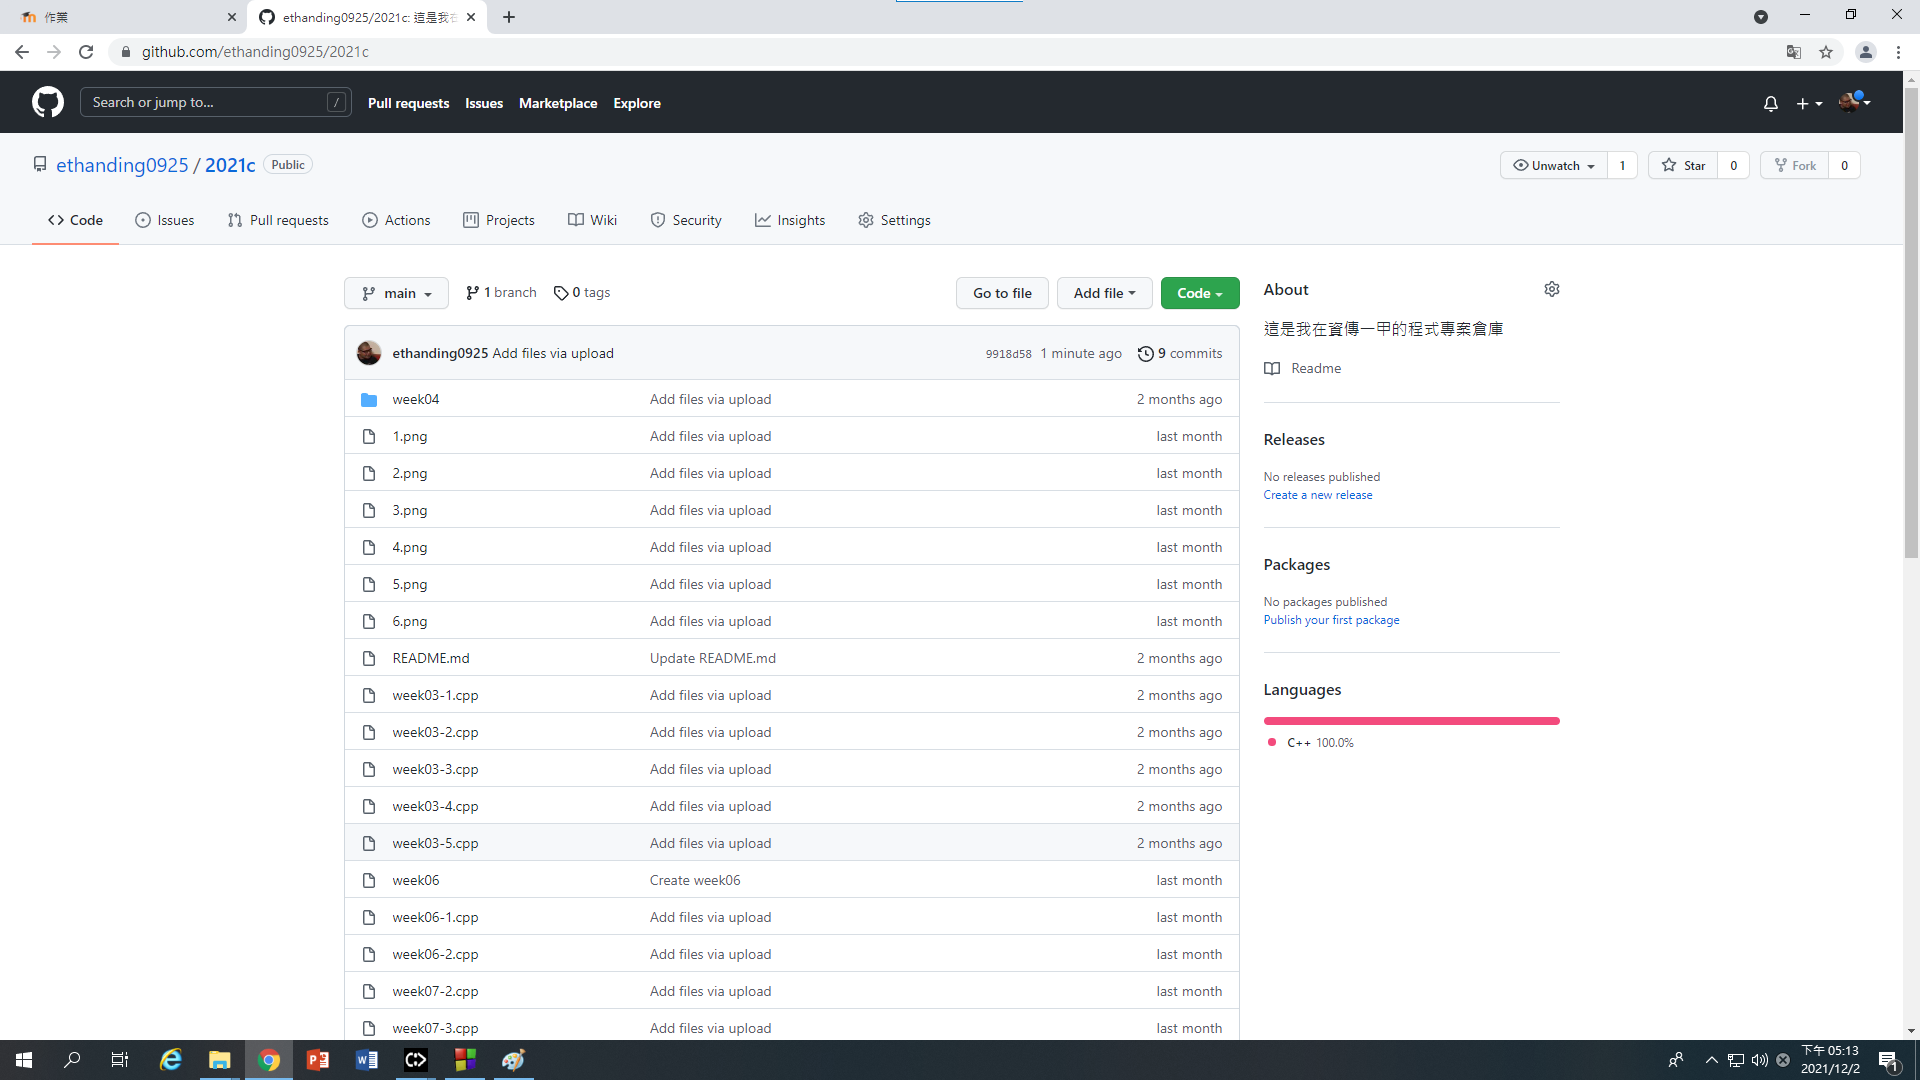 作業
ethanding0925/2021c: 這是我在
github.com/ethanding0925/2021c
Search or jump to... /
Pull requests Issues Marketplace Explore
ethanding0925 / 2021c Public
Unwatch 1 Star 0 Fork 0
Code Issues Pull requests Actions Projects Wiki Security Insights Settings
main 1 branch 0 tags Go to file Add file Code
ethanding0925 Add files via upload 9918d58 1 minute ago 9 commits
week04 Add files via upload 2 months ago
1.png Add files via upload last month
2.png Add files via upload last month
3.png Add files via upload last month
4.png Add files via upload last month
5.png Add files via upload last month
6.png Add files via upload last month
README.md Update README.md 2 months ago
week03-1.cpp Add files via upload 2 months ago
week03-2.cpp Add files via upload 2 months ago
week03-3.cpp Add files via upload 2 months ago
week03-4.cpp Add files via upload 2 months ago
week03-5.cpp Add files via upload 2 months ago
week06 Create week06 last month
week06-1.cpp Add files via upload last month
week06-2.cpp Add files via upload last month
week07-2.cpp Add files via upload last month
week07-3.cpp Add files via upload last month
About
這是我在資傳一甲的程式專案倉庫
Readme
Releases
No releases published
Create a new release
Packages
No packages published
Publish your first package
Languages
C++ 100.0%
下午 05:13
2021/12/2
1